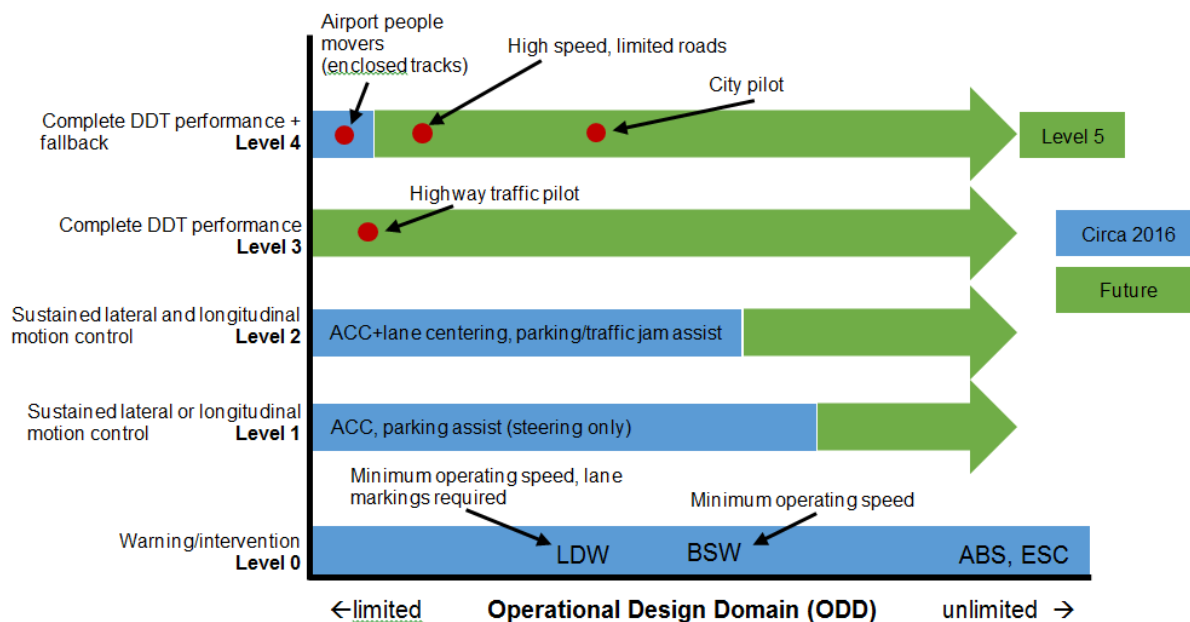 Airport people
movers
(enclosed tracks)
High speed, limited roads
City pilot
Complete DDT performance +
fallback
Level 4
Level 5
Highway traffic pilot
Complete DDT performance
Level 3
Circa 2016
Future
Sustained lateral and longitudinal
motion control
Level 2
ACC+lane centering, parking/traffic jam assist
Sustained lateral or longitudinal
motion control
Level 1
ACC, parking assist (steering only)
Minimum operating speed, lane
markings required
Minimum operating speed
Warning/intervention
Level 0
LDW
BSW
ABS, ESC
←limited
Operational Design Domain (ODD)
unlimited →